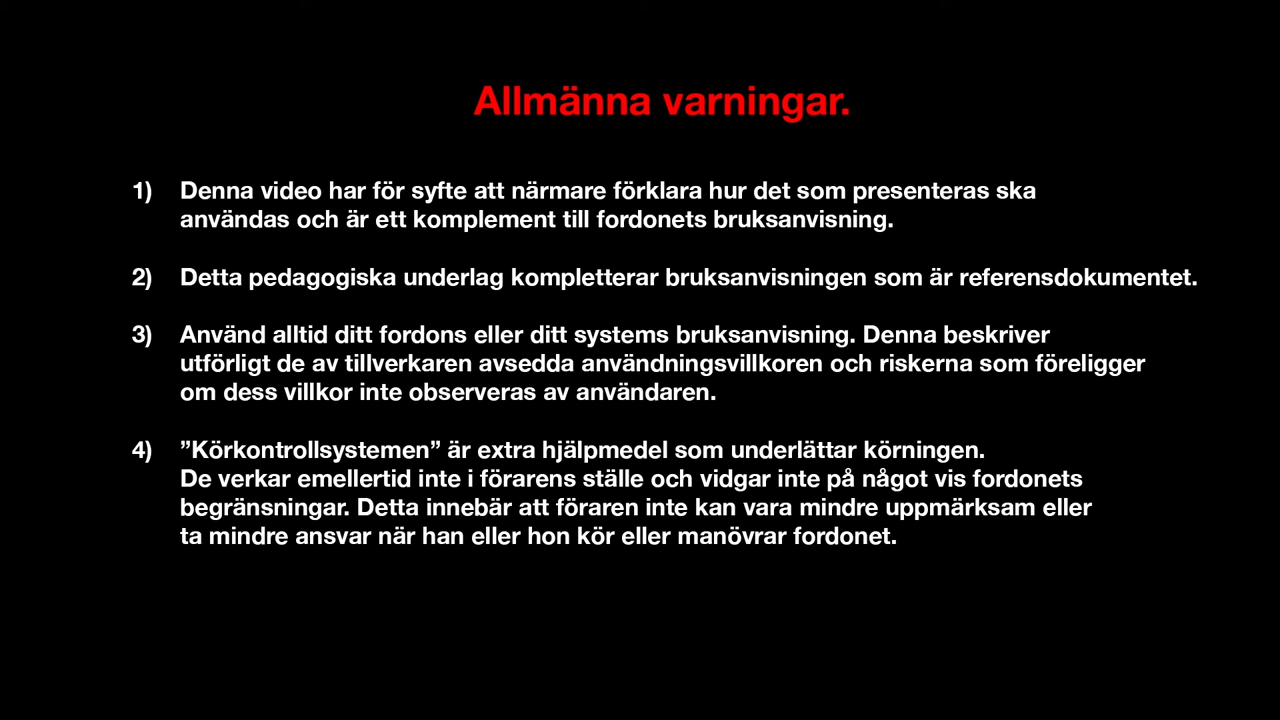 Allmänna varningar.
1) Denna video har för syfte att närmare förklara hur det som presenteras ska
användas och är ett komplement till fordonets bruksanvisning.
2) Detta pedagogiska underlag kompletterar bruksanvisningen som är referensdokumentet.
3) Använd alltid ditt fordons eller ditt systems bruksanvisning. Denna beskriver
utförligt de av tillverkaren avsedda användningsvillkoren och riskerna som föreligger
om dess villkor inte observeras av användaren.
4) ”Körkontrollsystemen” är extra hjälpmedel som underlättar körningen.
De verkar emellertid inte i förarens ställe och vidgar inte på något vis fordonets
begränsningar. Detta innebär att föraren inte kan vara mindre uppmärksam eller
ta mindre ansvar när han eller hon kör eller manövrar fordonet.